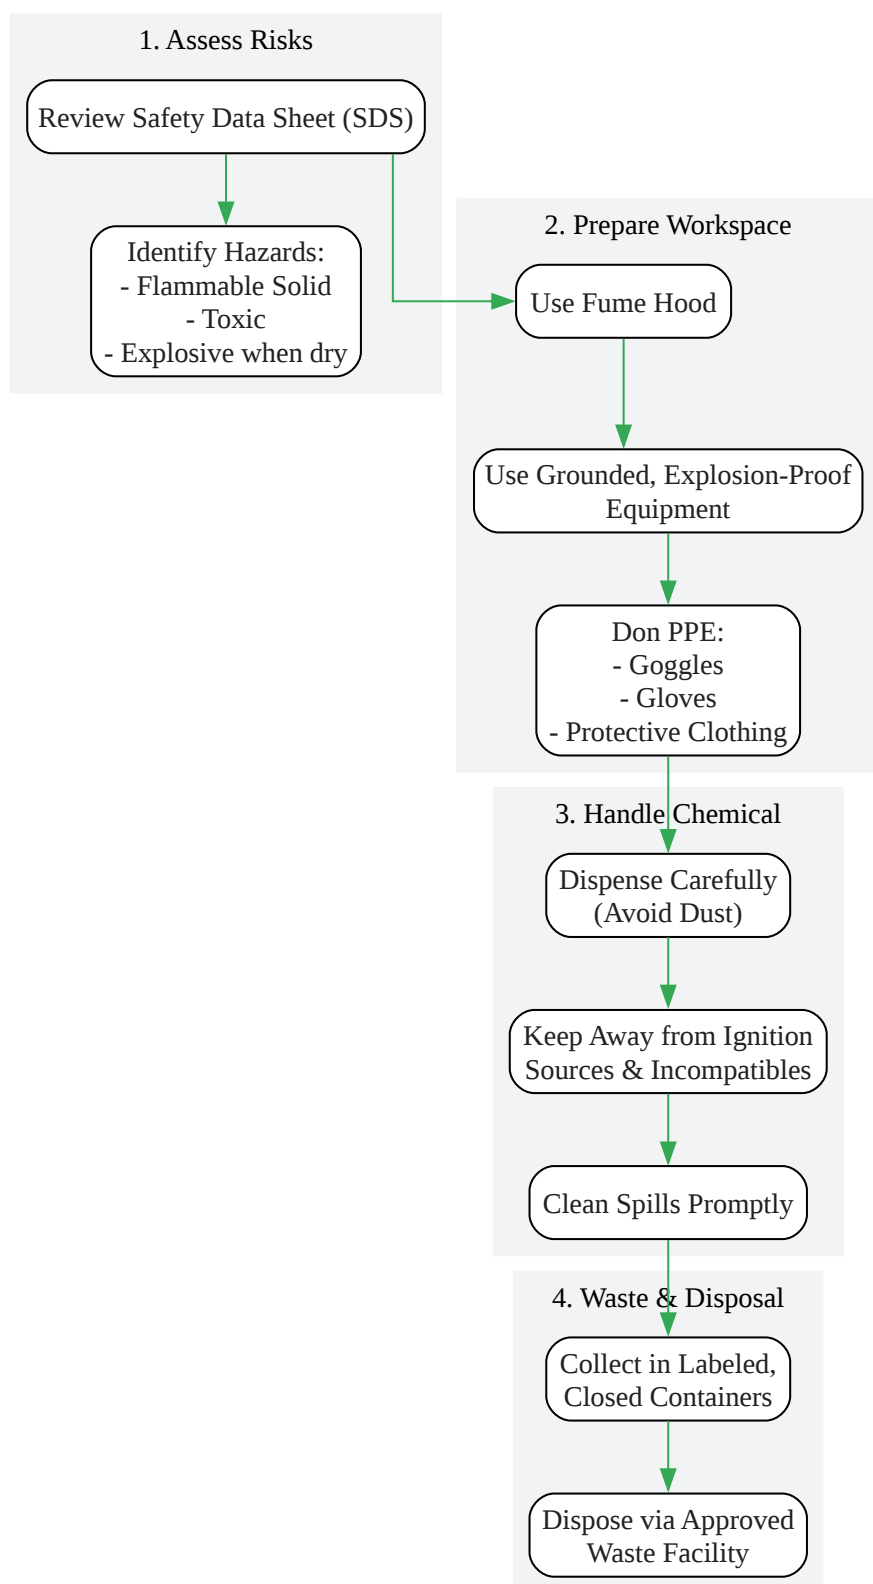 1. Assess Risks
Review Safety Data Sheet (SDS)
Identify Hazards:
- Flammable Solid
- Toxic
- Explosive when dry
2. Prepare Workspace
Use Fume Hood
Use Grounded, Explosion-Proof
Equipment
Don PPE:
- Goggles
- Gloves
- Protective Clothing
3. Handle Chemical
Dispense Carefully
(Avoid Dust)
Keep Away from Ignition
Sources & Incompatibles
Clean Spills Promptly
4. Waste & Disposal
Collect in Labeled,
Closed Containers
Dispose via Approved
Waste Facility